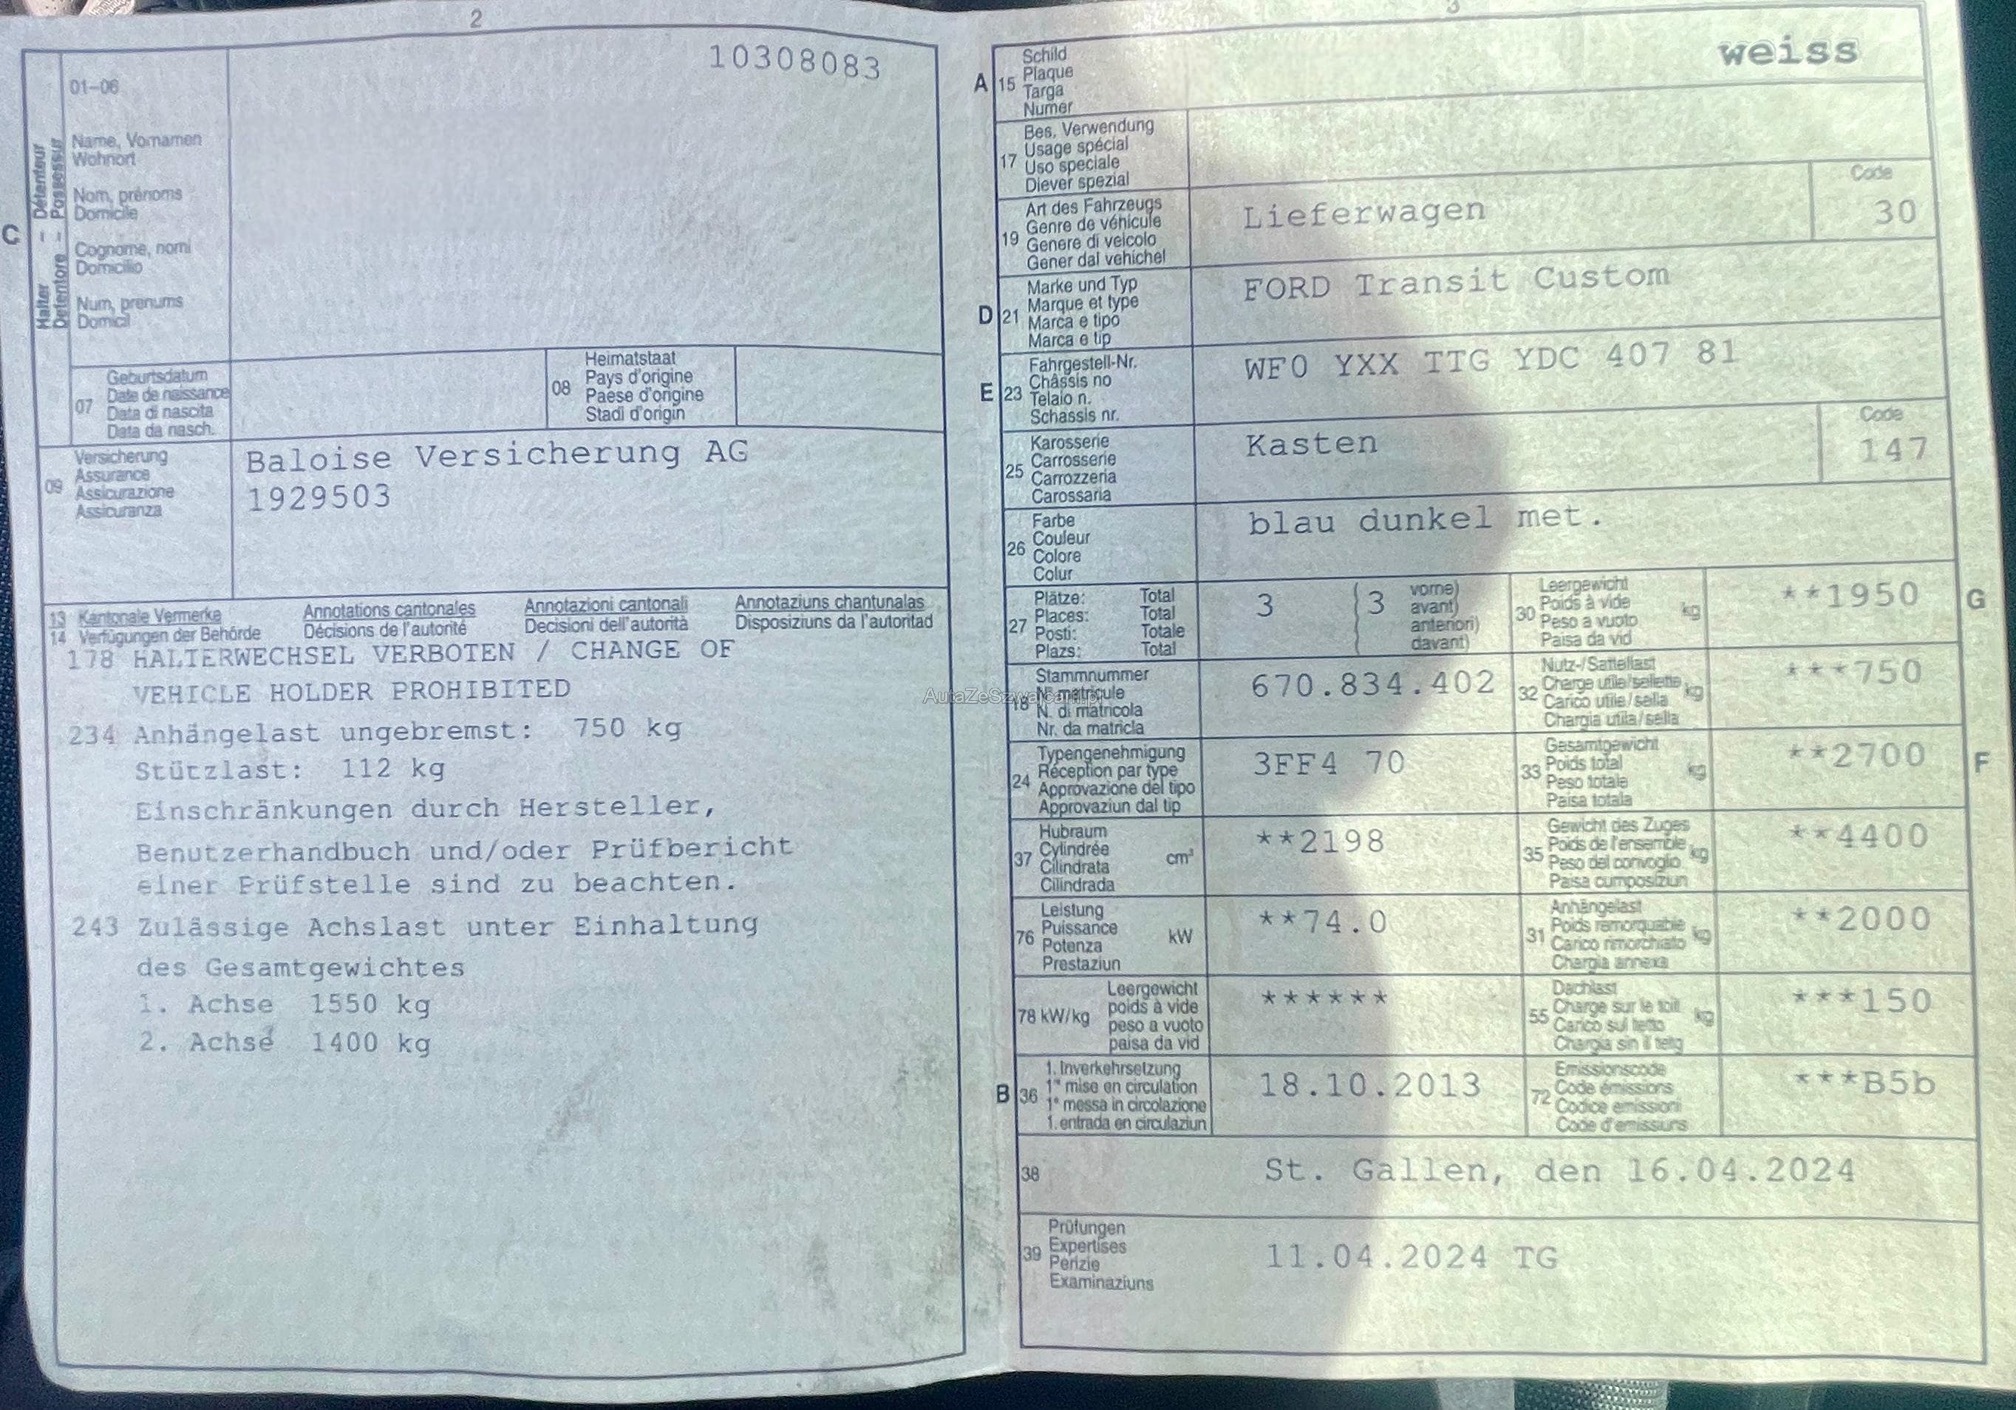 2
10308083
C
Halter - Détenteur
Detentore - Possessur
01-06
Name, Vornamen
Wohnort
Nom, prénoms
Domicile
Cognome, nomi
Domicilio
Num, prenums
Domicil
07
Geburtsdatum
Date de naissance
Data di nascita
Data da nasch.
08
Heimatstaat
Pays d'origine
Paese d'origine
Stadi d'origin
09
Versicherung
Assurance
Assicurazione
Assicuranza
Baloise Versicherung AG
1929503
13 Kantonale Vermerke Annotations cantonales Annotazioni cantonali Annotaziuns chantunalas
14 Verfügungen der Behörde Décisions de l'autorité Decisioni dell'autorità Disposiziuns da l'autoritad
178 HALTERWECHSEL VERBOTEN / CHANGE OF
VEHICLE HOLDER PROHIBITED
234 Anhängelast ungebremst: 750 kg
Stützlast: 112 kg
Einschränkungen durch Hersteller,
Benutzerhandbuch und/oder Prüfbericht
einer Prüfstelle sind zu beachten.
243 Zulässige Achslast unter Einhaltung
des Gesamtgewichtes
1. Achse 1550 kg
2. Achse 1400 kg
3
A 15
Schild
Plaque
Targa
Numer
weiss
17
Bes. Verwendung
Usage spécial
Uso speciale
Diever spezial
19
Art des Fahrzeugs
Genre de véhicule
Genere di veicolo
Gener dal vehichel
Lieferwagen
Code
30
D 21
Marke und Typ
Marque et type
Marca e tipo
Marca e tip
FORD Transit Custom
E 23
Fahrgestell-Nr.
Châssis no
Telaio n.
Schassis nr.
WF0 YXX TTG YDC 407 81
25
Karosserie
Carrosserie
Carrozzeria
Carossaria
Kasten
Code
147
26
Farbe
Couleur
Colore
Colur
blau dunkel met.
27
Plätze: Total
Places: Total
Posti: Totale
Plazs: Total
3 (3 vorne)
avant)
anteriori)
davant)
30
Leergewicht
Poids à vide
Peso a vuoto
Paisa da vid
kg
**1950
G
18
Stammnummer
N° matricule
N. di matricola
Nr. da matricla
670.834.402
32
Nutz-/Sattellast
Charge utile/sellette
Carico utile/sella
Chargia utila/sella
kg
***750
AutaZeSzwajcarii.pl
24
Typengenehmigung
Réception par type
Approvazione del tipo
Approvaziun dal tip
3FF4 70
33
Gesamtgewicht
Poids total
Peso totale
Paisa totala
kg
**2700
F
37
Hubraum
Cylindrée
Cilindrata
Cilindrada
cm³
**2198
35
Gewicht des Zuges
Poids de l'ensemble
Peso del convoglio
Paisa cumposiziun
kg
**4400
76
Leistung
Puissance
Potenza
Prestaziun
kW
**74.0
31
Anhängelast
Poids remorquable
Carico rimorchiato
Chargia annexa
kg
**2000
78 kW/kg
Leergewicht
poids à vide
peso a vuoto
paisa da vid
******
55
Dachlast
Charge sur le toit
Carico sul tetto
Chargia sin il tetg
kg
***150
B 36
1. Inverkehrsetzung
1re mise en circulation
1a messa in circolazione
1. entrada en circulaziun
18.10.2013
72
Emissionscode
Code émissions
Codice emissioni
Code d'emissiuns
***B5b
38
St. Gallen, den 16.04.2024
39
Prüfungen
Expertises
Perizie
Examinaziuns
11.04.2024 TG